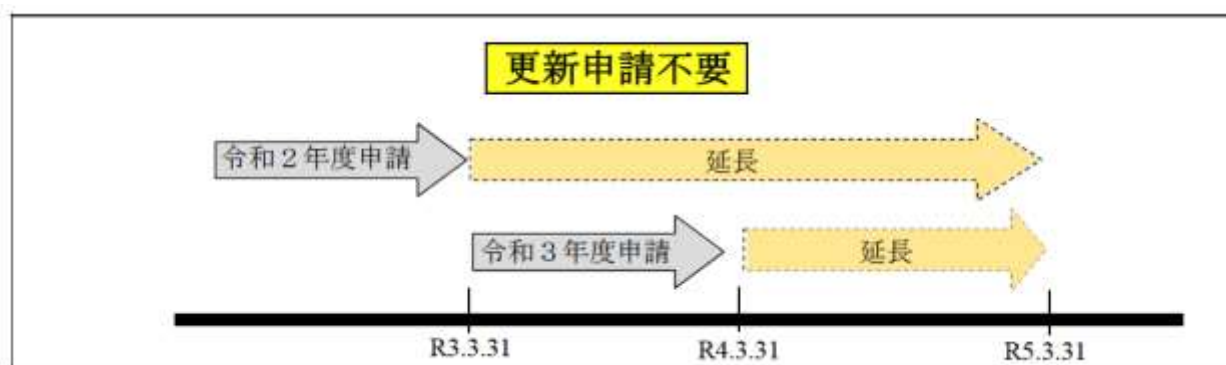 更新申請不要
令和２年度申請
延長
令和３年度申請
延長
R3.3.31
R4.3.31
R5.3.31